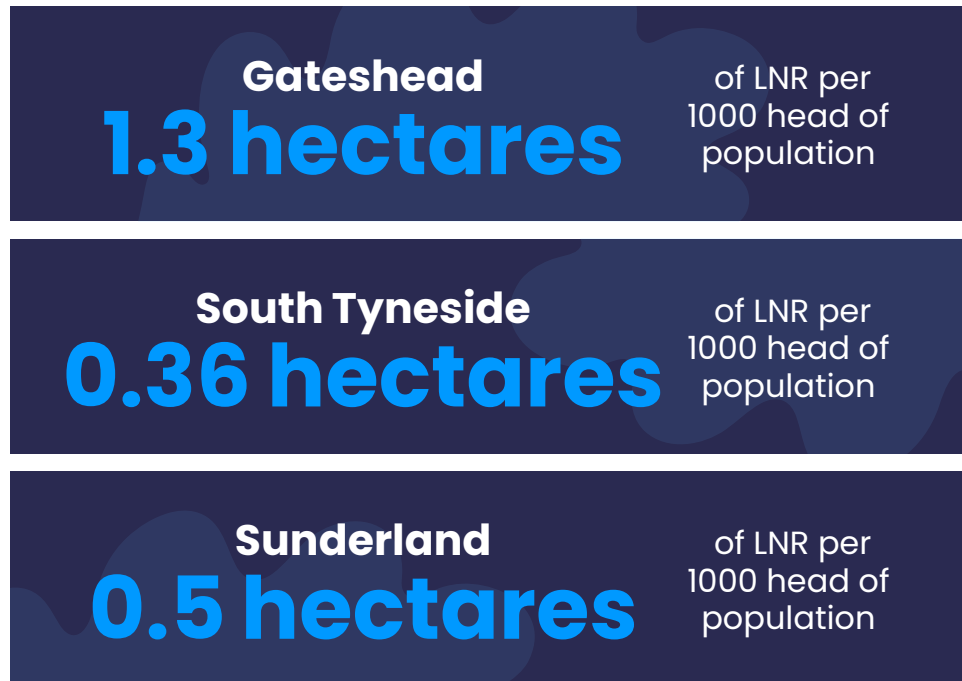 Gateshead
1.3 hectares
of LNR per
1000 head of
population
South Tyneside
0.36 hectares
of LNR per
1000 head of
population
Sunderland
0.5 hectares
of LNR per
1000 head of
population